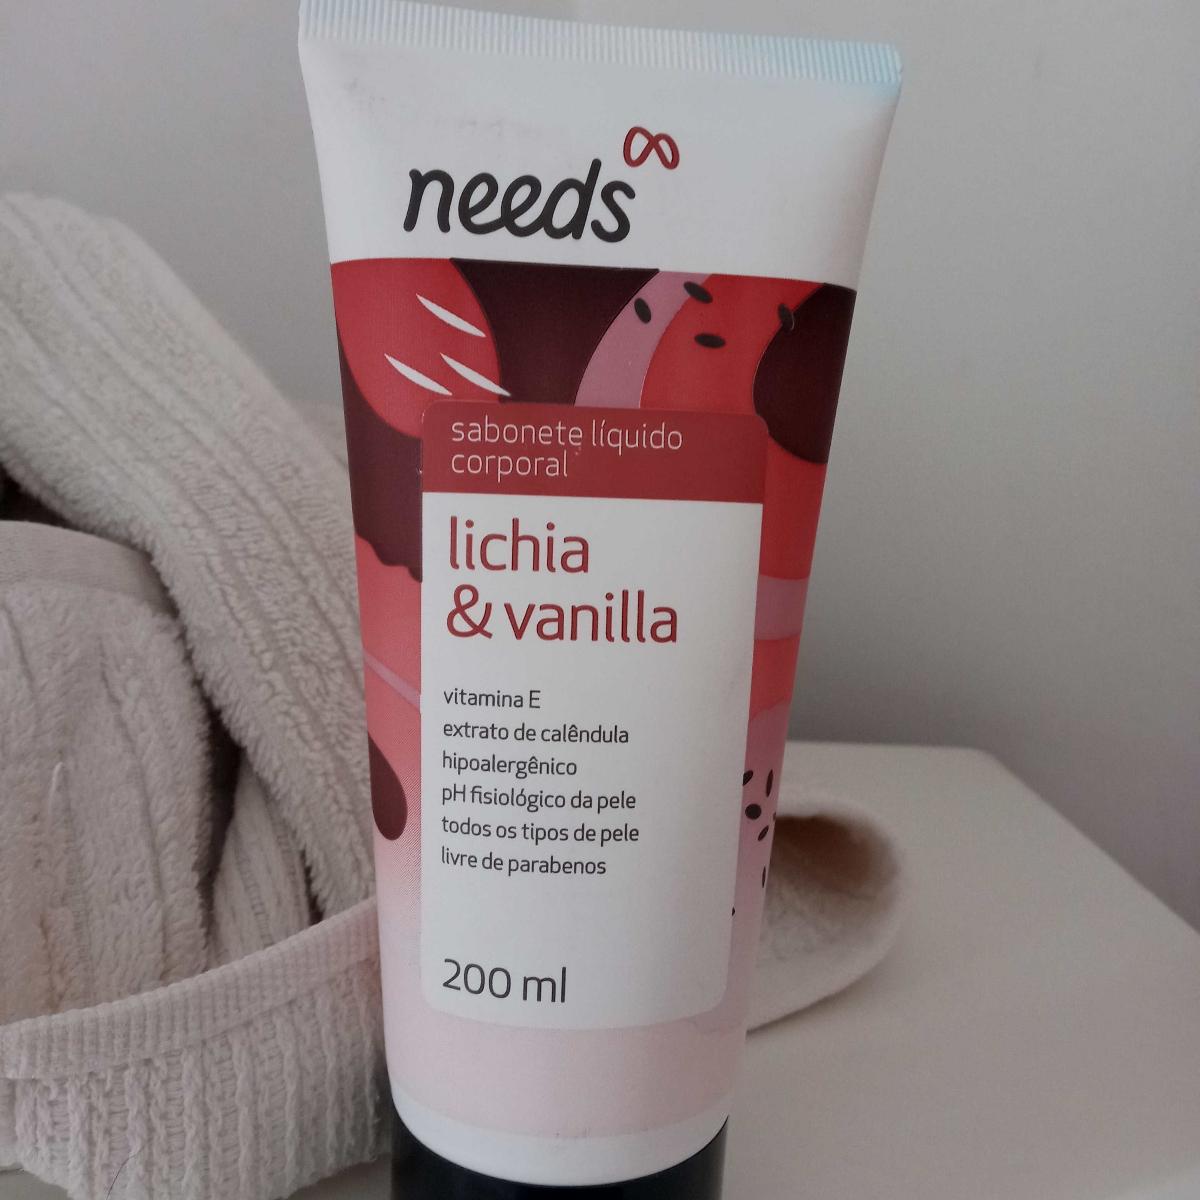 needs
sabonete líquido
corporal
lichia
& vanilla
vitamina E
extrato de calêndula
hipoalergênico
pH fisiológico da pele
todos os tipos de pele
livre de parabenos
200 ml